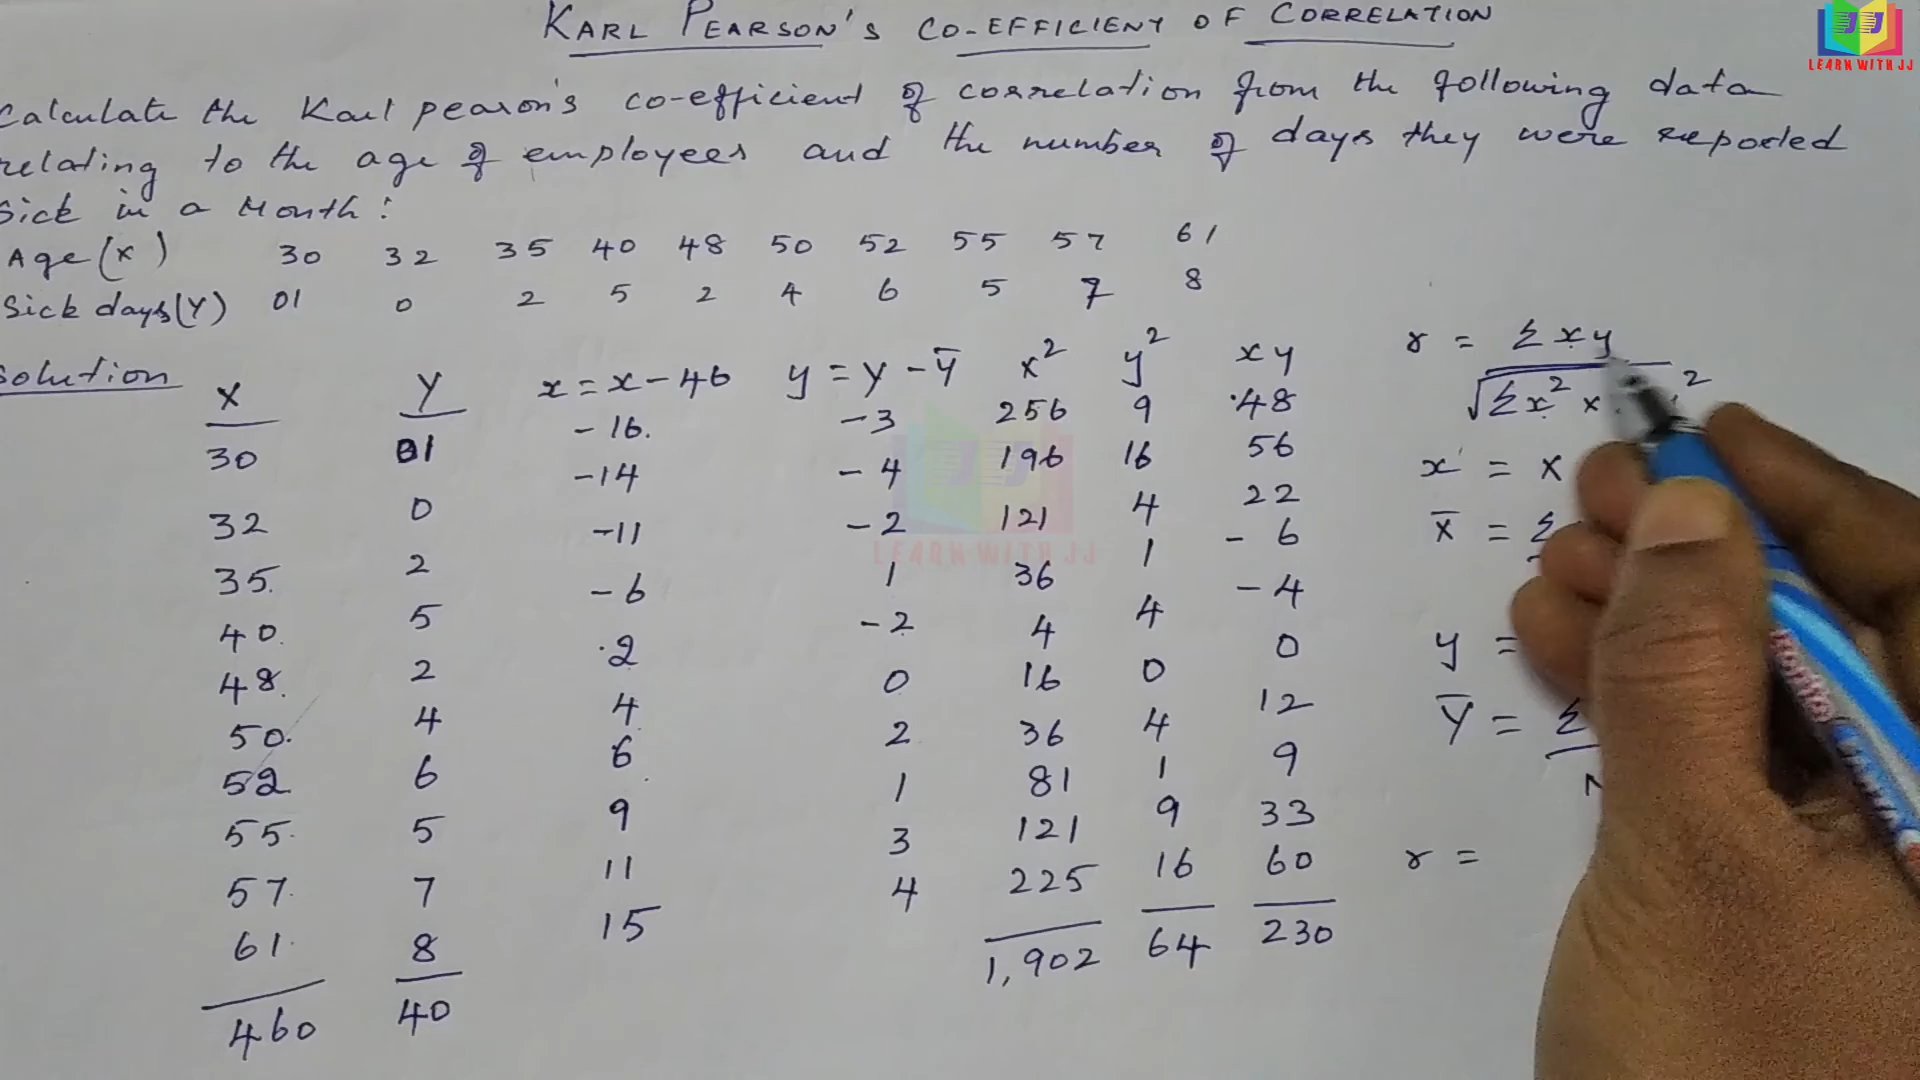 KARL PEARSON'S CO-EFFICIENT OF CORRELATION
LEARN WITH JJ
Calculate the Karl pearson's co-efficient of correlation from the following data
relating to the age of employees and the number of days they were reported
Sick in a Month:
Age (X) 30 32 35 40 48 50 52 55 57 61
Sick days (Y) 01 0 2 5 2 4 6 5 7 8
Solution
X Y x = x - 46 y = Y - Ȳ x² y² xy
30 01 -16. -3 256 9 48
32 0 -14 -4 196 16 56
35. 2 -11 -2 121 4 22
40. 5 -6 1 36 1 -6
48. 2 2 -2 4 4 -4
50. 4 4 0 16 0 0
52. 6 6 2 36 4 12
55. 5 9 1 81 1 9
57. 7 11 3 121 9 33
61. 8 15 4 225 16 60
460 40 1,902 64 230
r = Σxy
√Σx² × ²
x = X
X̄ = Σ
y =
Ȳ = Σ
N
r =
LEARN WITH JJ